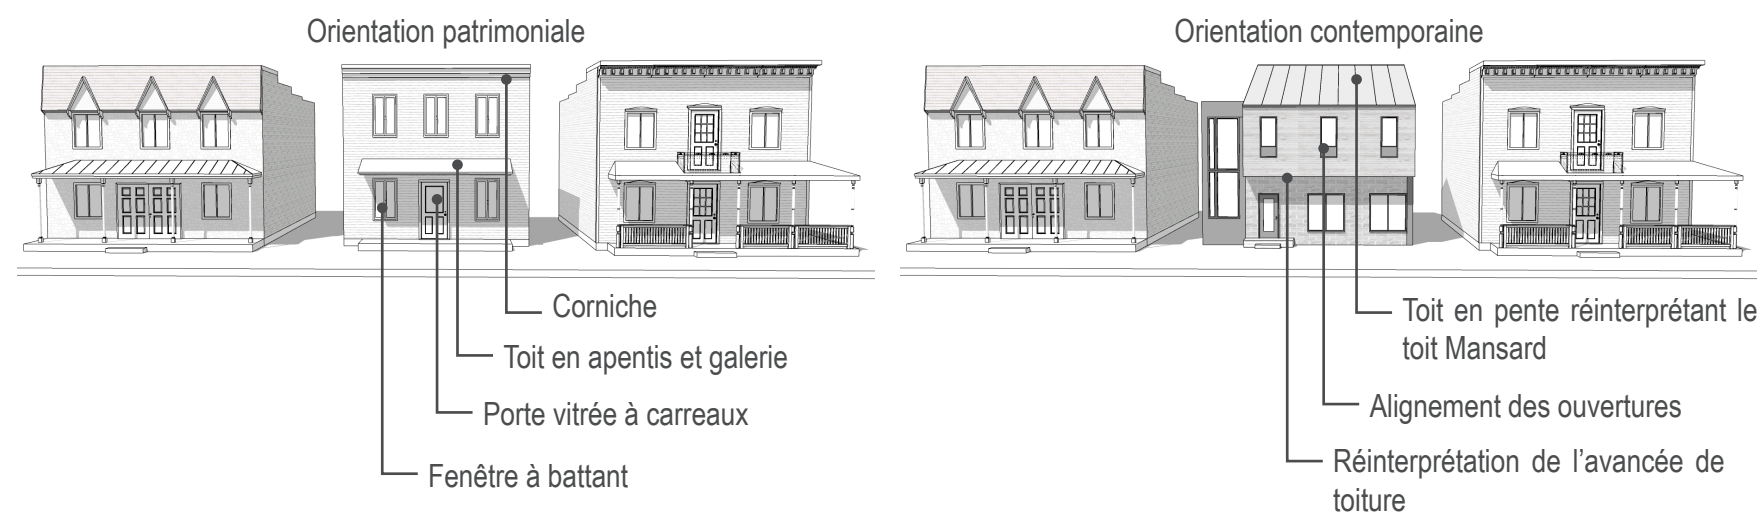 Orientation patrimoniale
Corniche
Toit en apentis et galerie
Porte vitrée à carreaux
Fenêtre à battant
Orientation contemporaine
Toit en pente réinterprétant le
toit Mansard
Alignement des ouvertures
Réinterprétation de l’avancée de
toiture